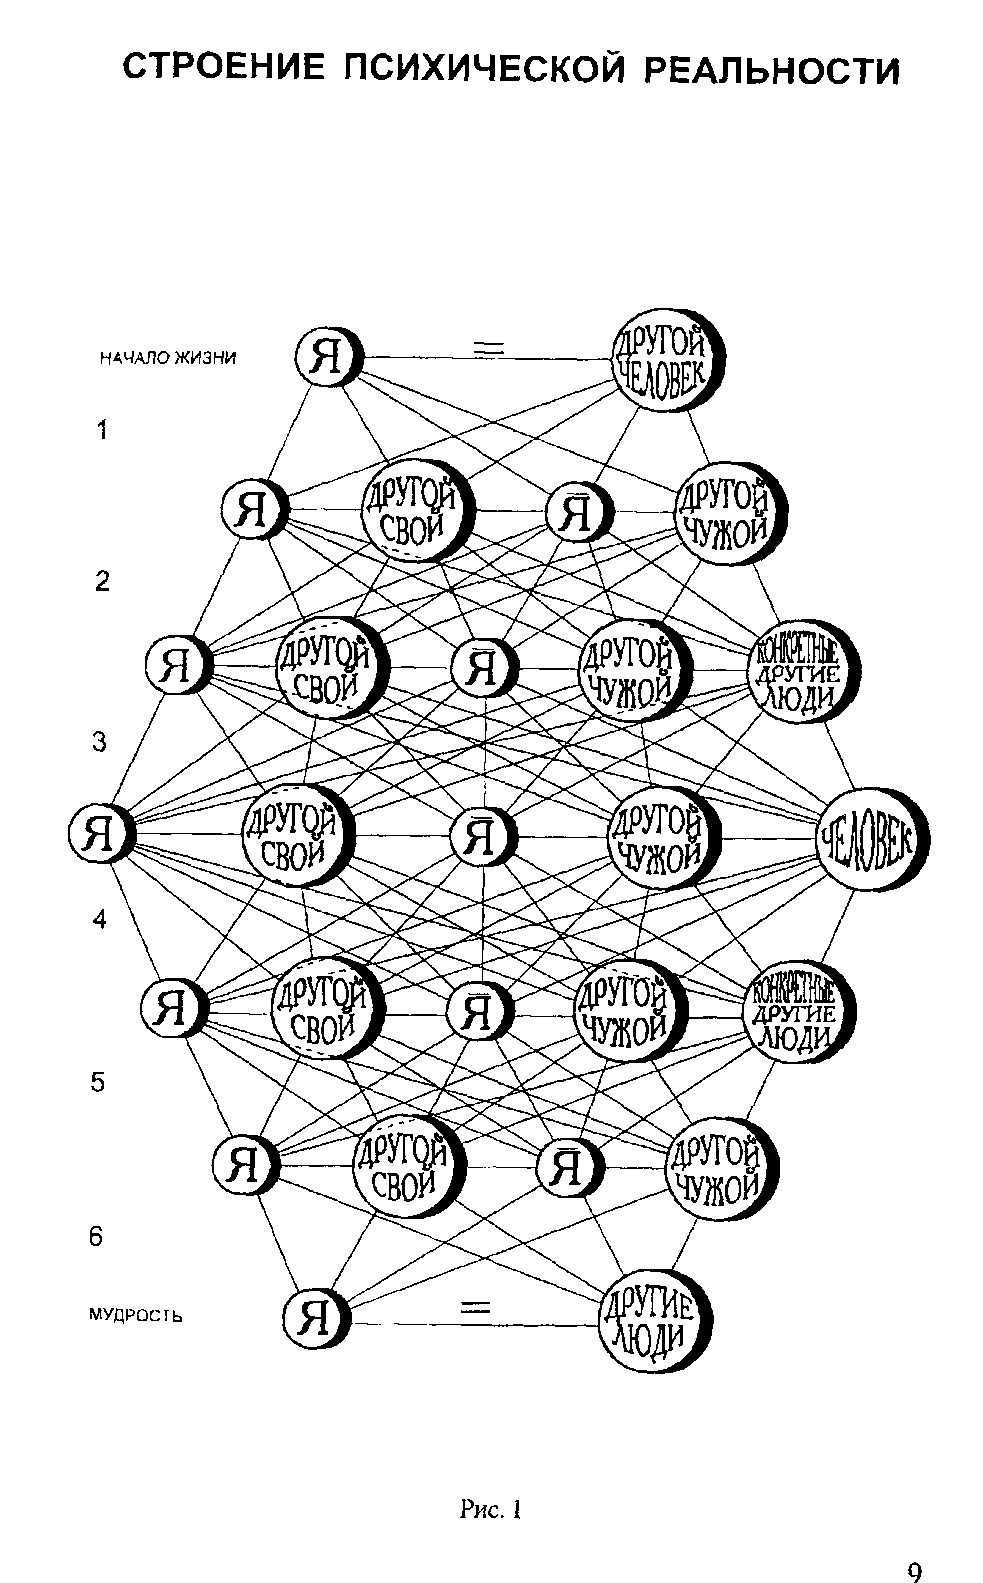 СТРОЕНИЕ ПСИХИЧЕСКОЙ РЕАЛЬНОСТИ
НАЧАЛО ЖИЗНИ
Я
=
ДРУГОЙ
ЧЕЛОВЕК
1
Я
ДРУГОЙ
СВОЙ
Я
ДРУГОЙ
ЧУЖОЙ
2
Я
ДРУГОЙ
СВОЙ
Я
ДРУГОЙ
ЧУЖОЙ
КОНКРЕТНЫЕ
ДРУГИЕ
ЛЮДИ
3
Я
ДРУГОЙ
СВОЙ
Я
ДРУГОЙ
ЧУЖОЙ
ЧЕЛОВЕК
4
Я
ДРУГОЙ
СВОЙ
Я
ДРУГОЙ
ЧУЖОЙ
КОНКРЕТНЫЕ
ДРУГИЕ
ЛЮДИ
5
Я
ДРУГОЙ
СВОЙ
Я
ДРУГОЙ
ЧУЖОЙ
6
МУДРОСТЬ
Я
=
ДРУГИЕ
ЛЮДИ
Рис. 1
9